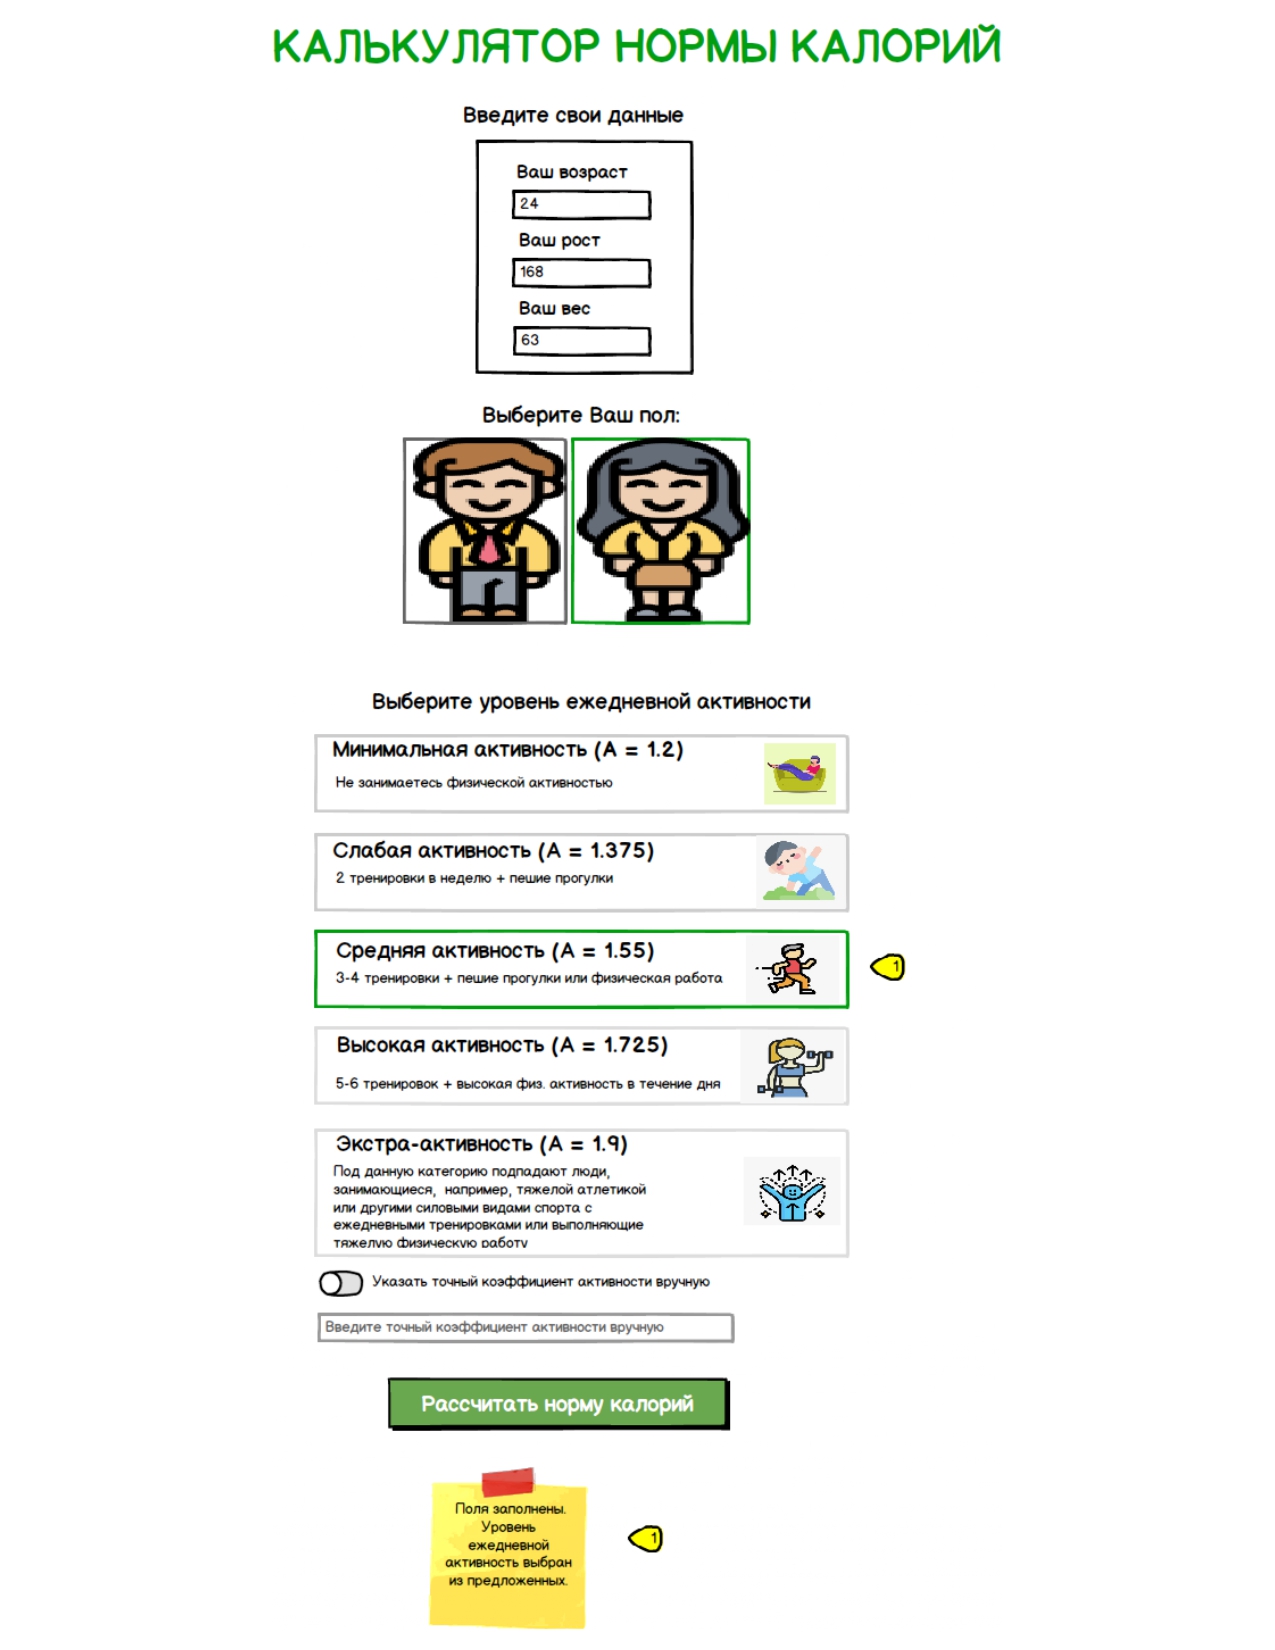 КАЛЬКУЛЯТОР НОРМЫ КАЛОРИЙ
Введите свои данные
Ваш возраст
24
Ваш рост
168
Ваш вес
63
Выберите Ваш пол:
Выберите уровень ежедневной активности
Минимальная активность (А = 1.2)
Не занимаетесь физической активностью
Слабая активность (А = 1.375)
2 тренировки в неделю + пешие прогулки
Средняя активность (А = 1.55)
3-4 тренировки + пешие прогулки или физическая работа
1
Высокая активность (А = 1.725)
5-6 тренировок + высокая физ. активность в течение дня
Экстра-активность (А = 1.9)
Под данную категорию подпадают люди,
занимающиеся, например, тяжелой атлетикой
или другими силовыми видами спорта с
ежедневными тренировками или выполняющие
тяжелую физическую работу
Указать точный коэффициент активности вручную
Введите точный коэффициент активности вручную
Рассчитать норму калорий
Поля заполнены.
Уровень
ежедневной
активность выбран
из предложенных.
1